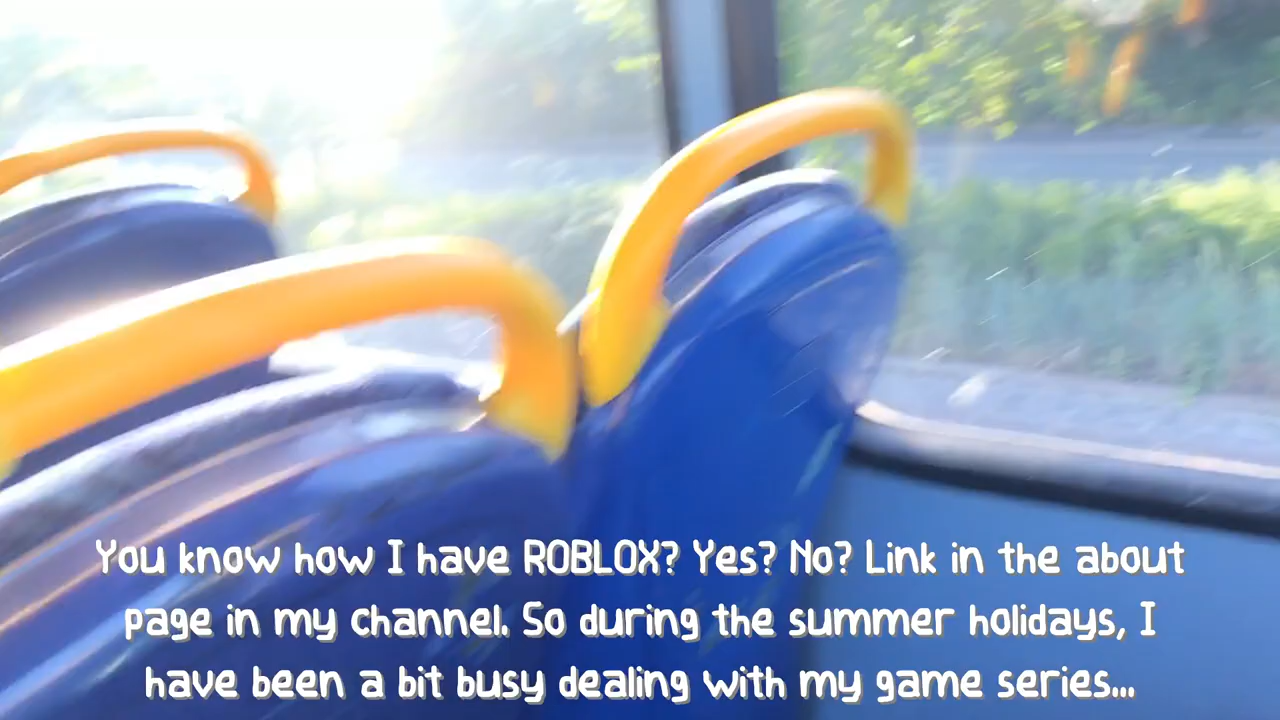 You know how I have ROBLOX? Yes? No? Link in the about
page in my channel. So during the summer holidays, I
have been a bit busy dealing with my game series...